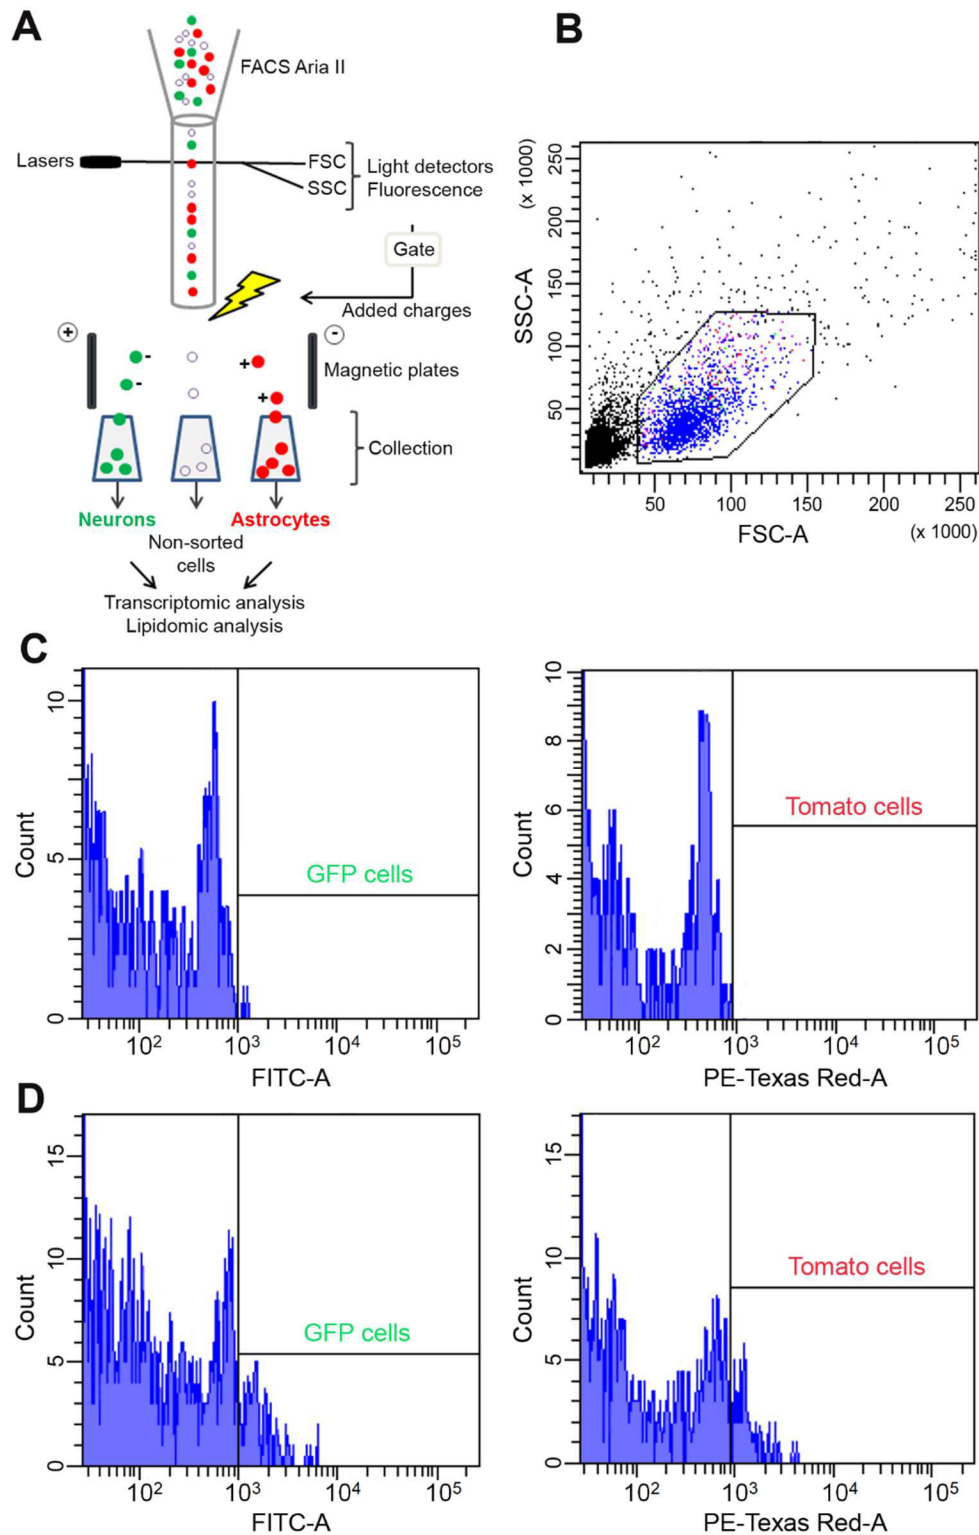 A
FACS Aria II
Lasers
FSC
SSC
Light detectors
Fluorescence
Gate
Added charges
+
-
-
-
+
+
Magnetic plates
Collection
Neurons
Astrocytes
Non-sorted
cells
Transcriptomic analysis
Lipidomic analysis
B
SSC-A
(x 1000)
250
200
150
100
50
50
100
150
200
250
FSC-A
(x 1000)
C
Count
10
5
0
GFP cells
10²
10³
10⁴
10⁵
FITC-A
Count
10
8
6
4
2
0
Tomato cells
10²
10³
10⁴
10⁵
PE-Texas Red-A
D
Count
15
10
5
0
GFP cells
10²
10³
10⁴
10⁵
FITC-A
Count
15
10
5
0
Tomato cells
10²
10³
10⁴
10⁵
PE-Texas Red-A